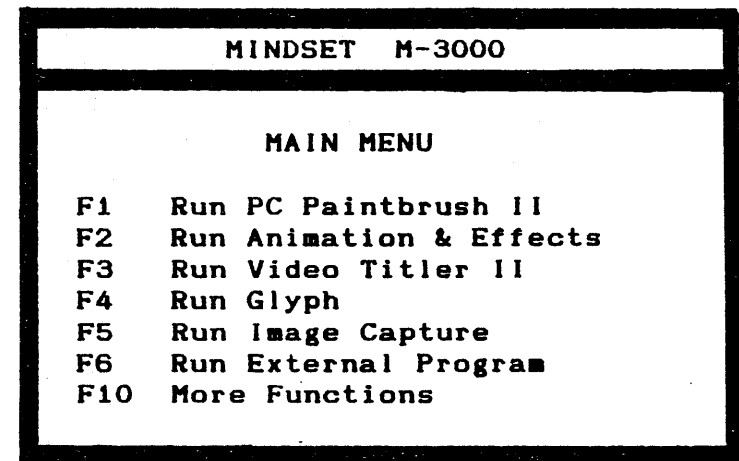 MINDSET M-3000
MAIN MENU
F1 Run PC Paintbrush II
F2 Run Animation & Effects
F3 Run Video Titler II
F4 Run Glyph
F5 Run Image Capture
F6 Run External Program
F10 More Functions